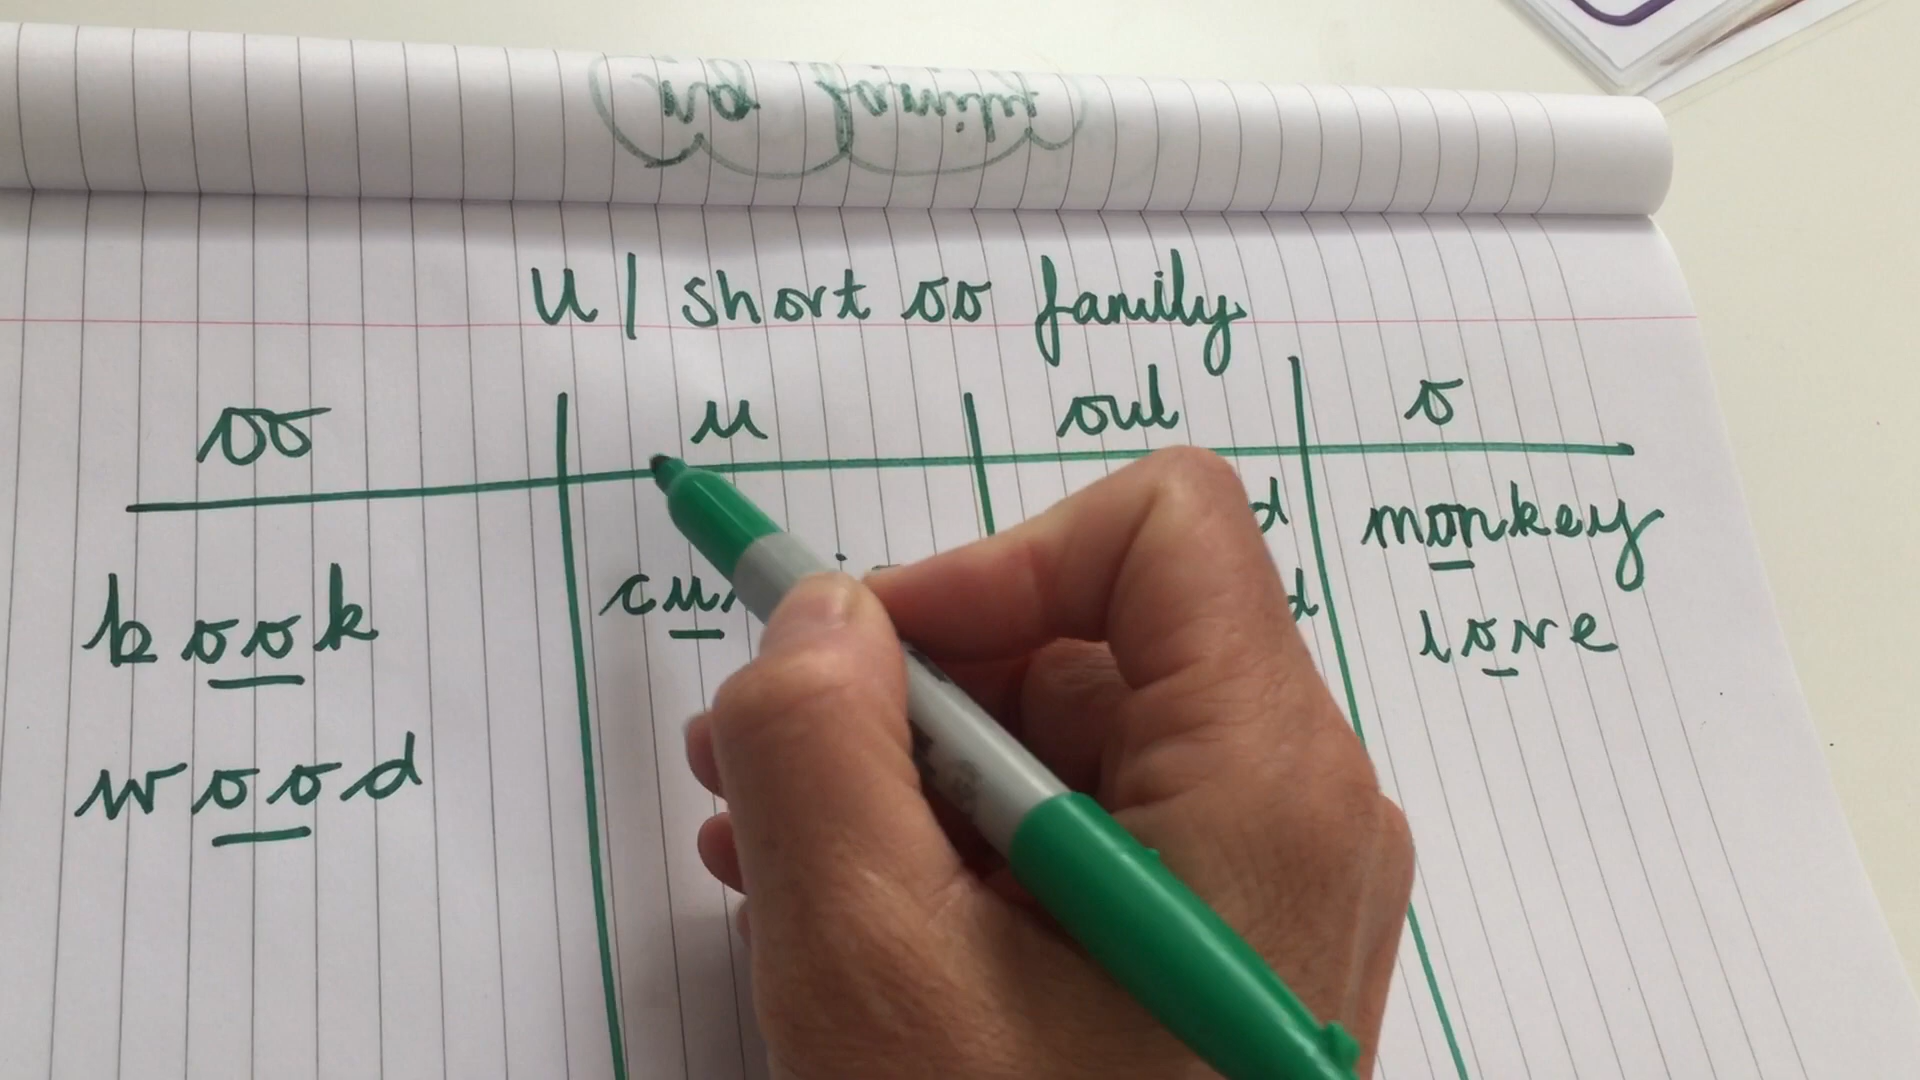 u / short oo family
oo u oul o
book monkey
wood love